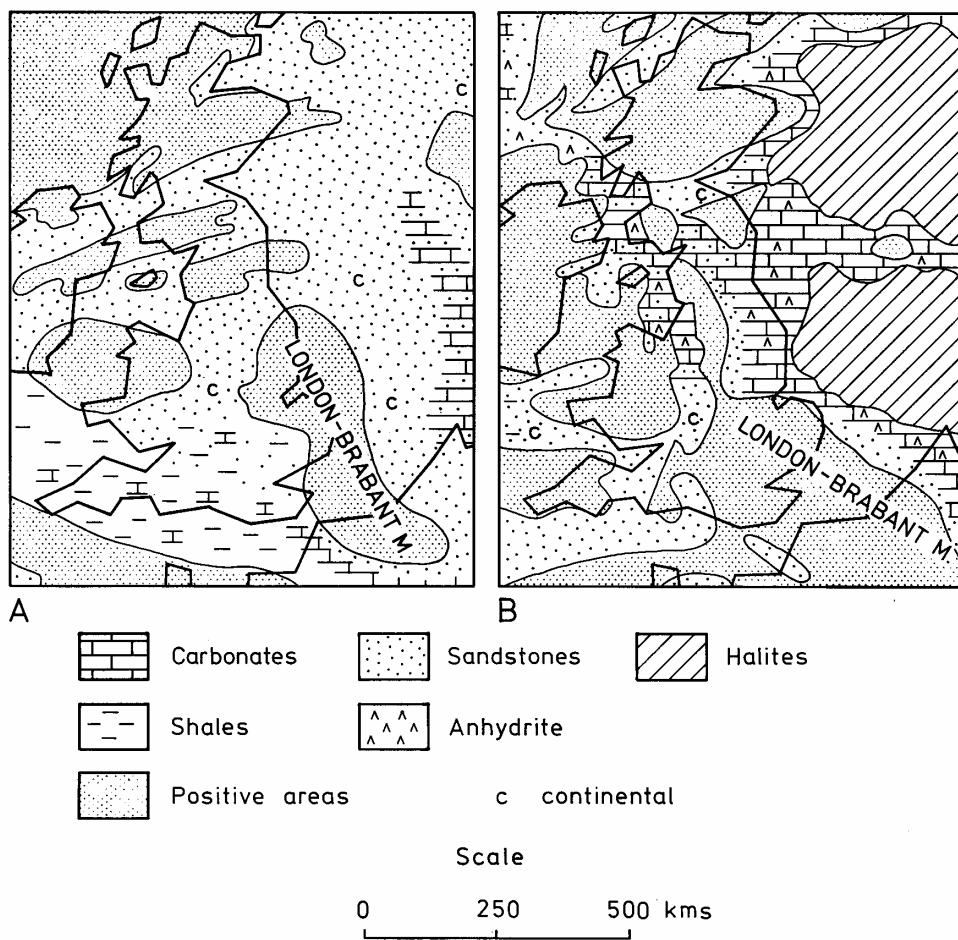 c
c
c
c
LONDON-BRABANT M
A
c
c
c
c
LONDON-BRABANT M.
B
Carbonates
Sandstones
Halites
Shales
Anhydrite
Positive areas
c continental
Scale
0 250 500 kms